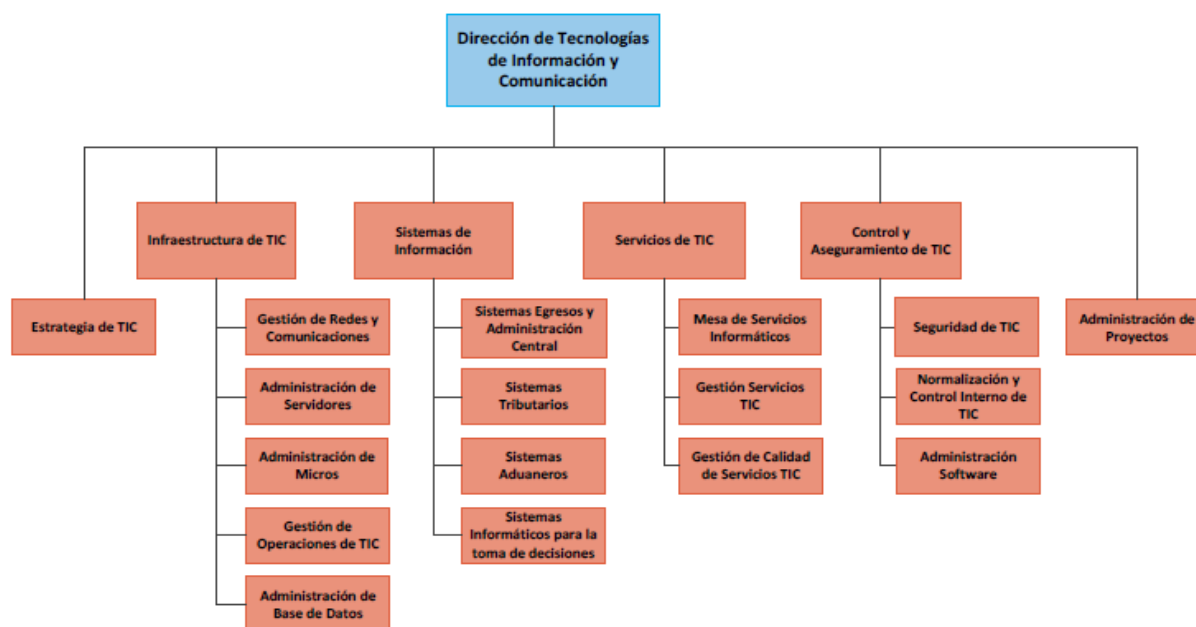 Dirección de Tecnologías
de Información y
Comunicación
Infraestructura de TIC
Sistemas de
Información
Servicios de TIC
Control y
Aseguramiento de TIC
Estrategia de TIC
Gestión de Redes y
Comunicaciones
Sistemas Egresos y
Administración
Central
Mesa de Servicios
Informáticos
Seguridad de TIC
Administración de
Proyectos
Administración de
Servidores
Sistemas
Tributarios
Gestión Servicios
TIC
Normalización y
Control Interno de
TIC
Administración de
Micros
Sistemas
Aduaneros
Gestión de Calidad
de Servicios TIC
Administración
Software
Gestión de
Operaciones de TIC
Sistemas
Informáticos para la
toma de decisiones
Administración de
Base de Datos